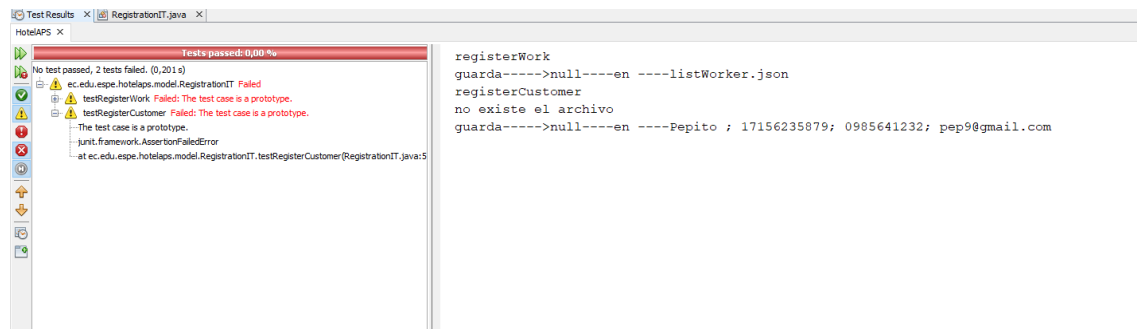 Test Results X RegistrationIT.java X
HotelAPS X
Tests passed: 0,00 %
No test passed, 2 tests failed. (0,201 s)
ec.edu.espe.hotelaps.model.RegistrationIT Failed
testRegisterWork Failed: The test case is a prototype.
testRegisterCustomer Failed: The test case is a prototype.
The test case is a prototype.
junit.framework.AssertionFailedError
at ec.edu.espe.hotelaps.model.RegistrationIT.testRegisterCustomer(RegistrationIT.java:5
registerWork
guarda----->null----en ----listWorker.json
registerCustomer
no existe el archivo
guarda----->null----en ----Pepito ; 17156235879; 0985641232; pep9@gmail.com